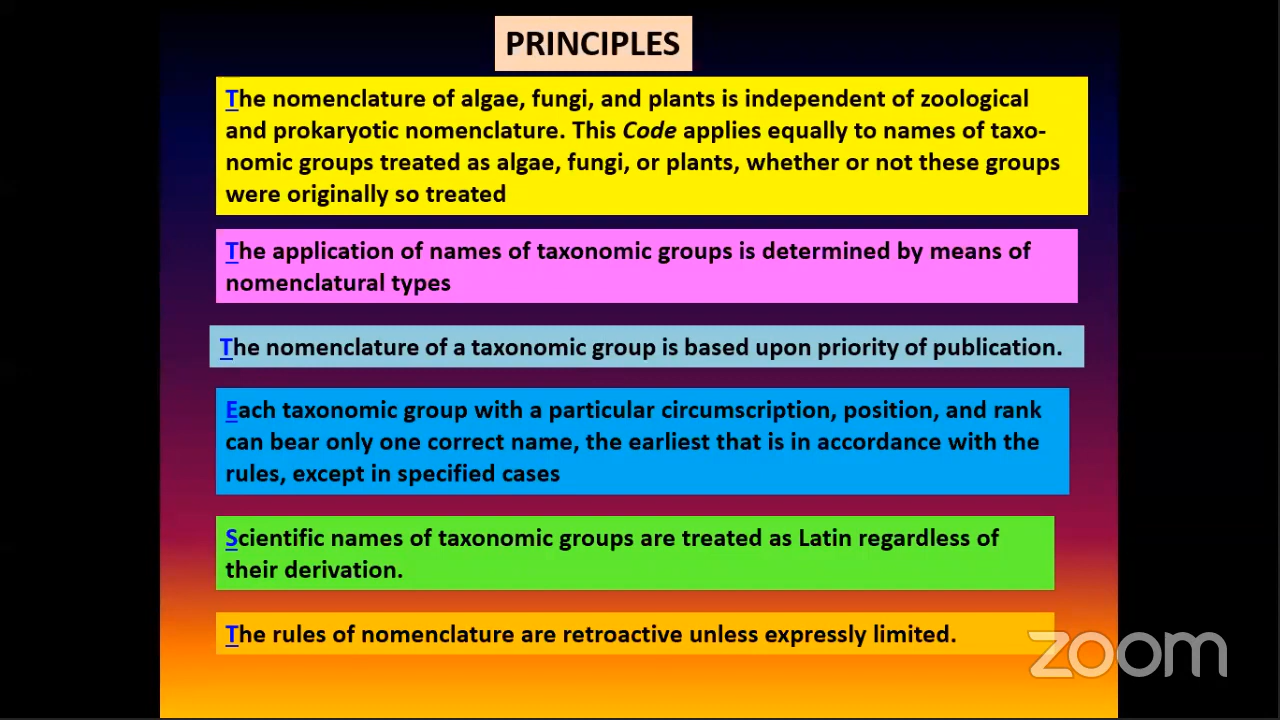 PRINCIPLES
The nomenclature of algae, fungi, and plants is independent of zoological
and prokaryotic nomenclature. This Code applies equally to names of taxo-
nomic groups treated as algae, fungi, or plants, whether or not these groups
were originally so treated
The application of names of taxonomic groups is determined by means of
nomenclatural types
The nomenclature of a taxonomic group is based upon priority of publication.
Each taxonomic group with a particular circumscription, position, and rank
can bear only one correct name, the earliest that is in accordance with the
rules, except in specified cases
Scientific names of taxonomic groups are treated as Latin regardless of
their derivation.
The rules of nomenclature are retroactive unless expressly limited.
zoom